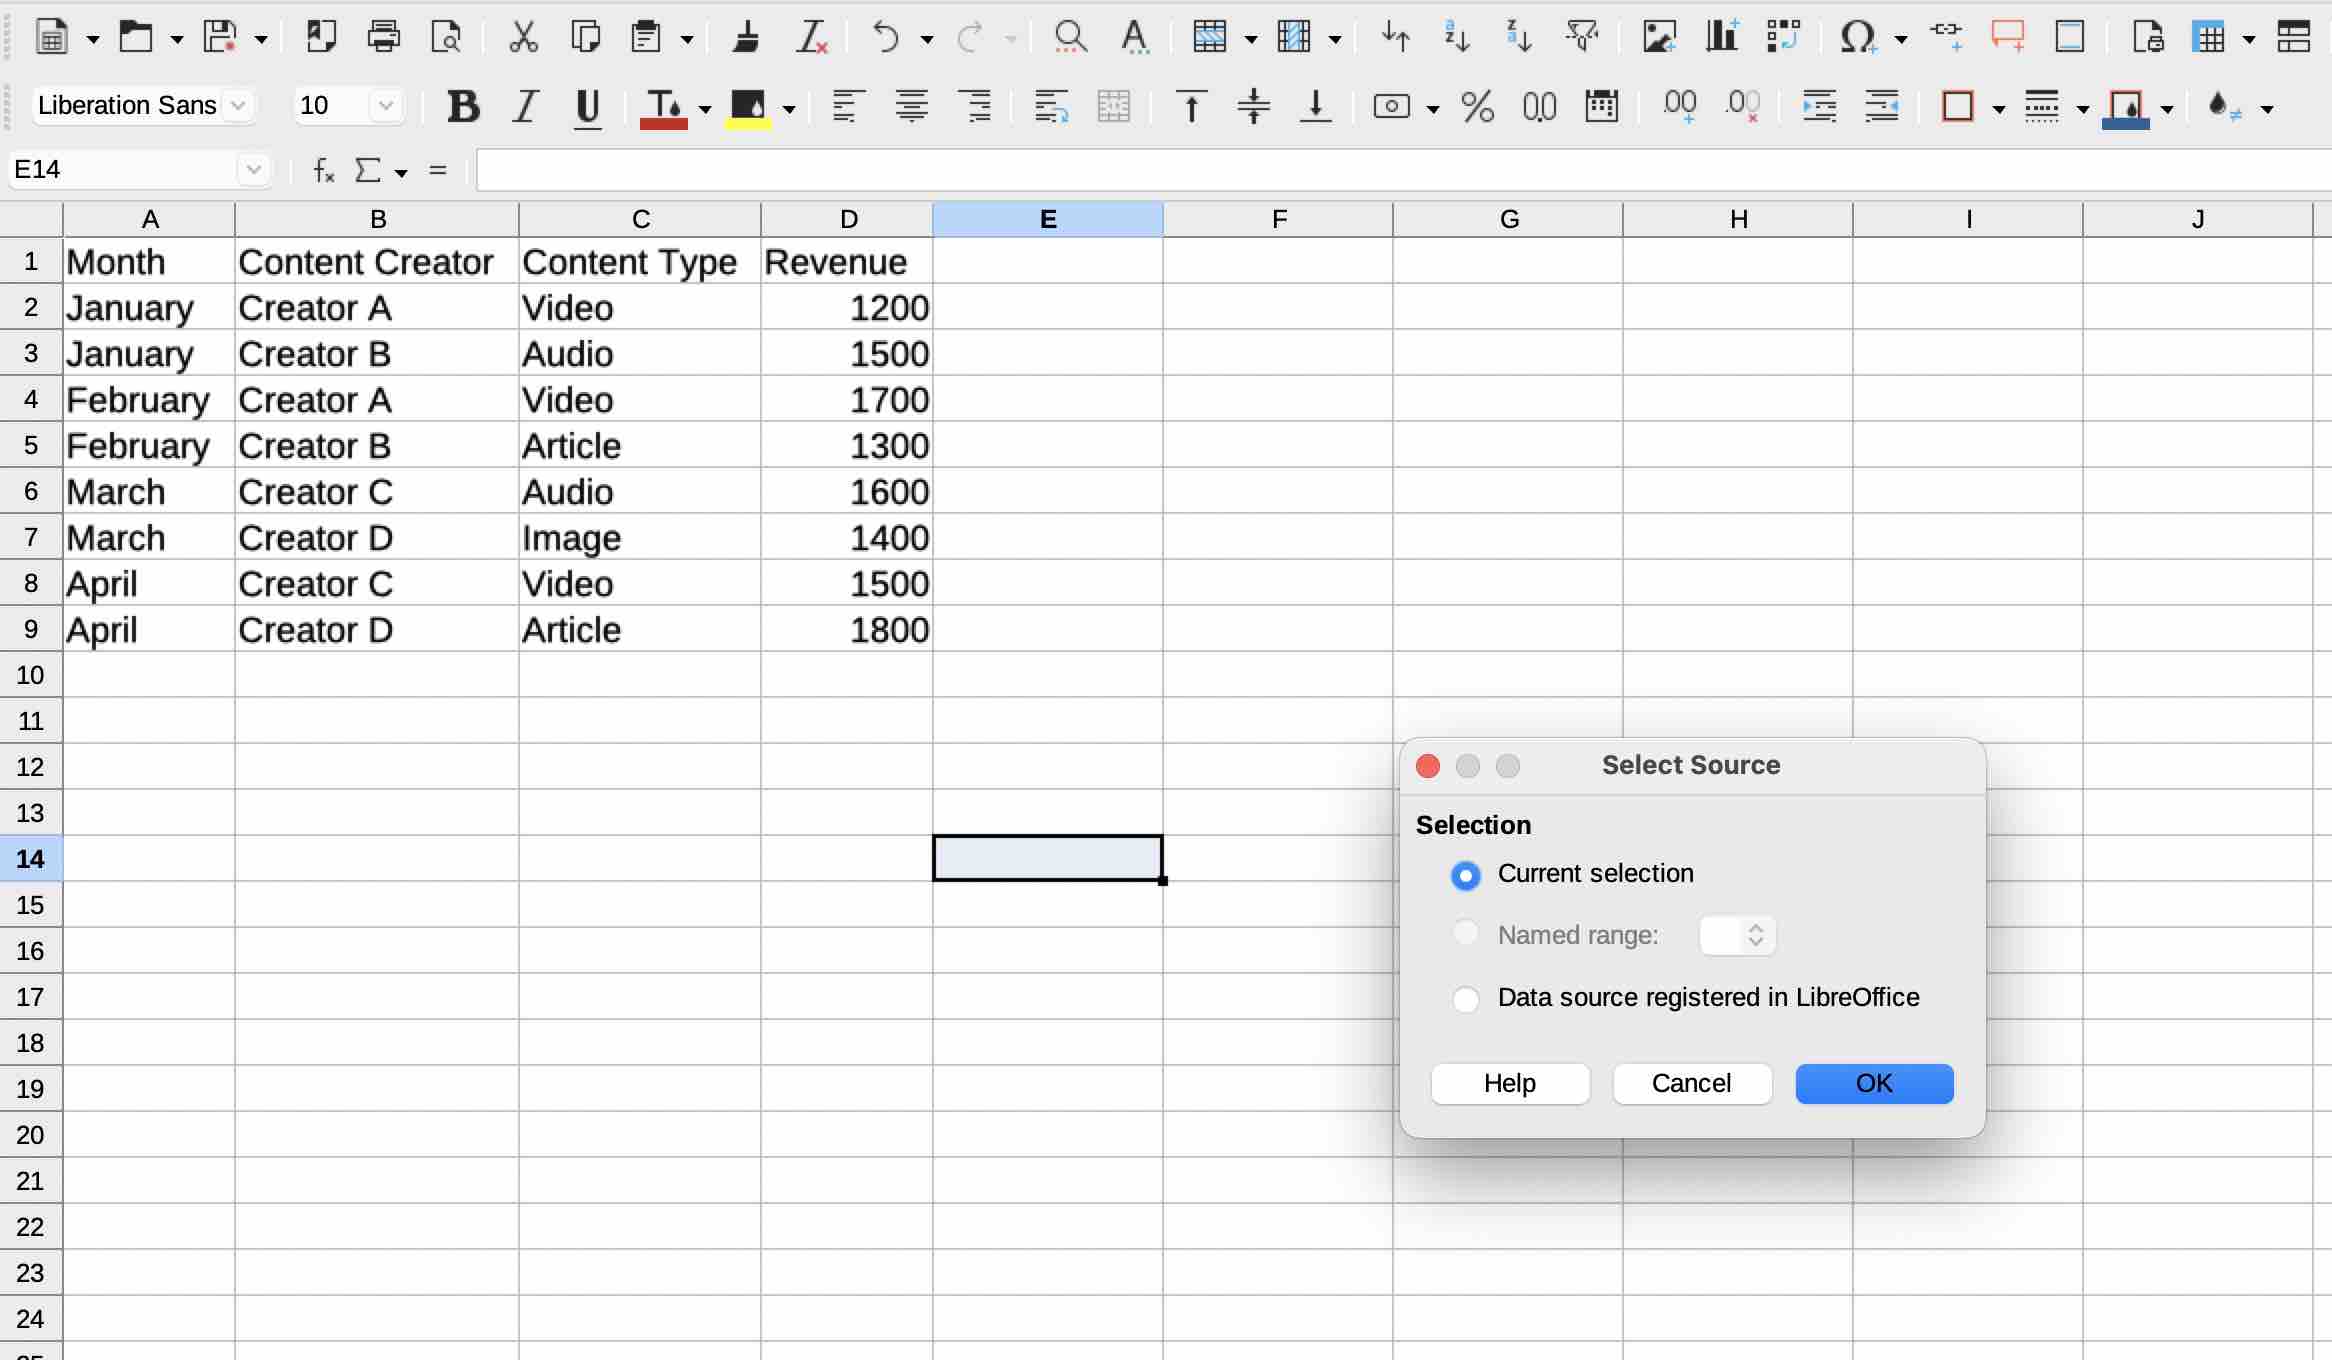 Liberation Sans 10
E14
A B C D E F G H I J
1 Month Content Creator Content Type Revenue
2 January Creator A Video 1200
3 January Creator B Audio 1500
4 February Creator A Video 1700
5 February Creator B Article 1300
6 March Creator C Audio 1600
7 March Creator D Image 1400
8 April Creator C Video 1500
9 April Creator D Article 1800
10
11
12
13
14
15
16
17
18
19
20
21
22
23
24
25
Select Source
Selection
Current selection
Named range:
Data source registered in LibreOffice
Help Cancel OK